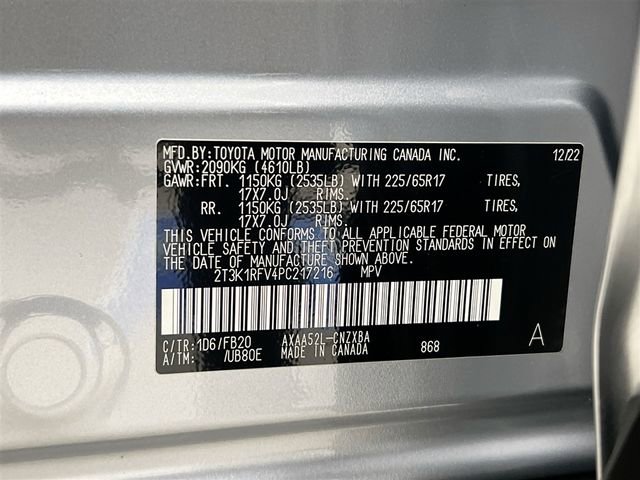 MFD.BY:TOYOTA MOTOR MANUFACTURING CANADA INC. 12/22
GVWR:2090KG (4610LB)
GAWR:FRT. 1150KG (2535LB) WITH 225/65R17 TIRES,
17X7.0J RIMS.
RR. 1150KG (2535LB) WITH 225/65R17 TIRES,
17X7.0J RIMS.
THIS VEHICLE CONFORMS TO ALL APPLICABLE FEDERAL MOTOR
VEHICLE SAFETY AND THEFT PREVENTION STANDARDS IN EFFECT ON
THE DATE OF MANUFACTURE SHOWN ABOVE.
2T3K1RFV4PC217216 MPV
C/TR:1D6/FB20 AXAA52L-CNZXBA
A/TM: /UB80E MADE IN CANADA 868 A